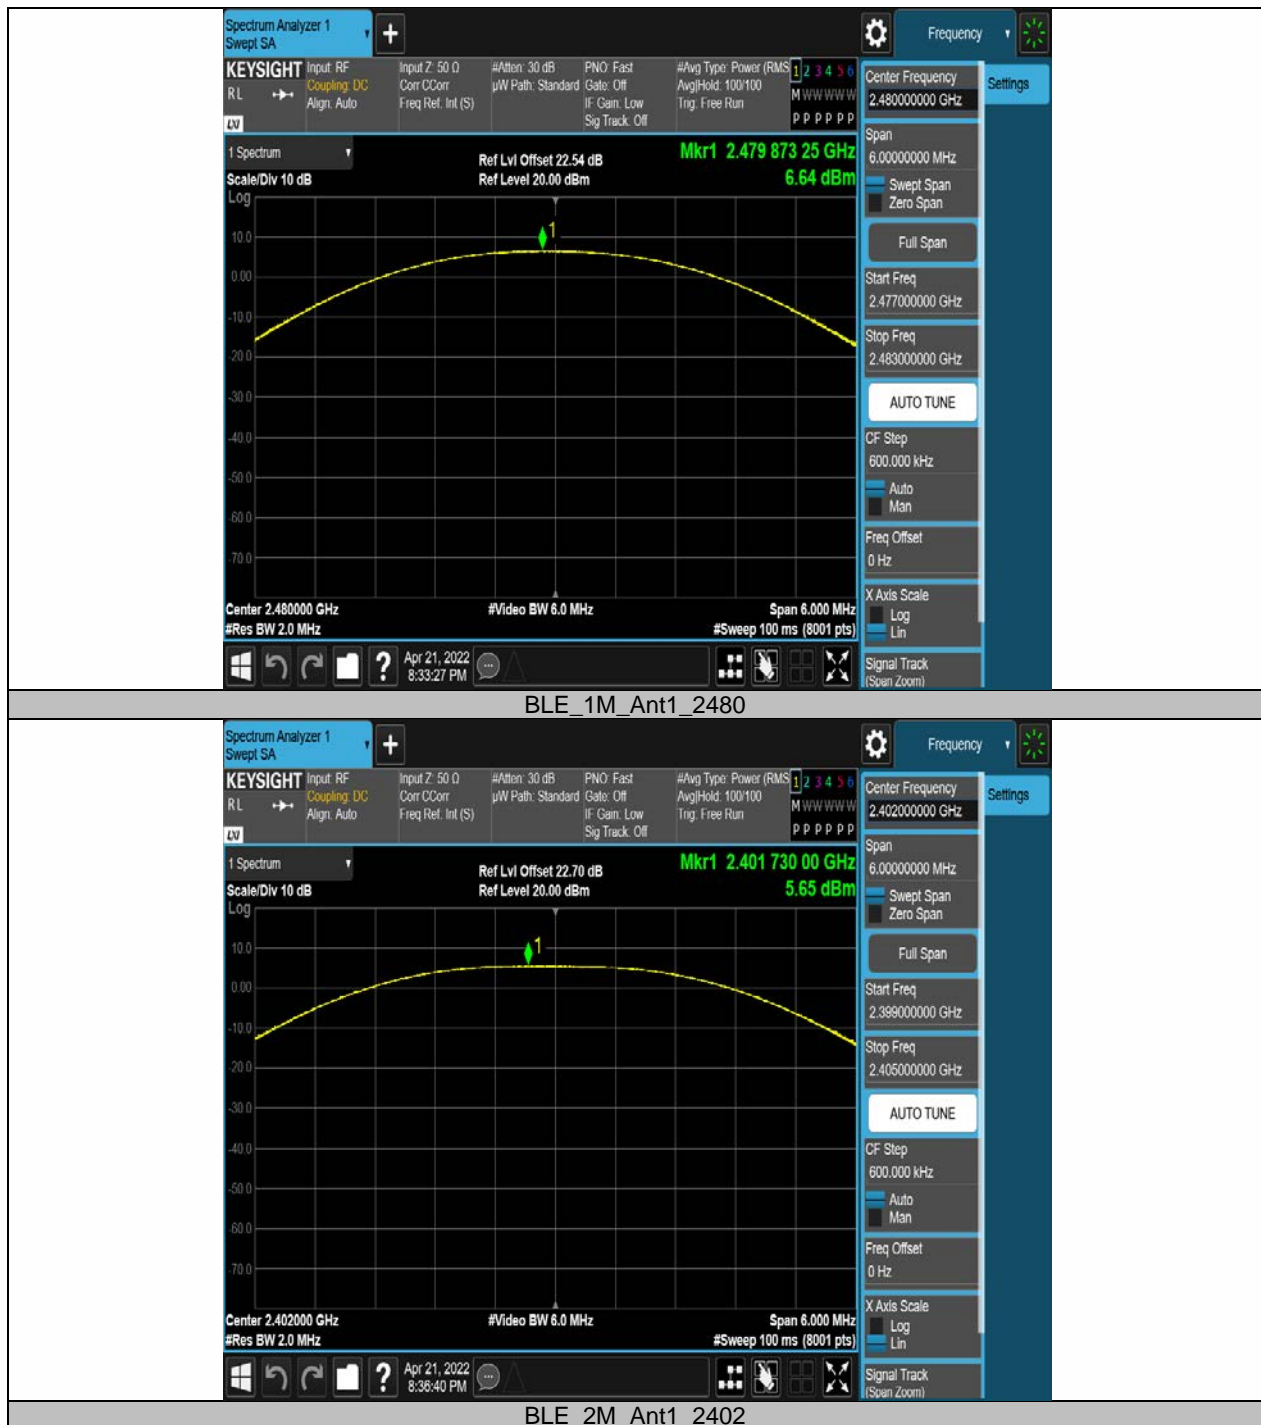 Spectrum Analyzer 1
Swept SA
+
Frequency
KEYSIGHT
RL
LXI
Input: RF
Coupling: DC
Align: Auto
Input Z: 50 Ω
Corr CCorr
Freq Ref: Int (S)
#Atten: 30 dB
µW Path: Standard
PNO: Fast
Gate: Off
IF Gain: Low
Sig Track: Off
#Avg Type: Power (RMS
Avg|Hold: 100/100
Trig: Free Run
1 2 3 4 5 6
M W W W W W
P P P P P P
Center Frequency
2.480000000 GHz
Settings
Span
6.00000000 MHz
Swept Span
Zero Span
Full Span
Start Freq
2.477000000 GHz
Stop Freq
2.483000000 GHz
AUTO TUNE
CF Step
600.000 kHz
Auto
Man
Freq Offset
0 Hz
X Axis Scale
Log
Lin
Signal Track
(Span Zoom)
1 Spectrum
Scale/Div 10 dB
Log
Ref Lvl Offset 22.54 dB
Ref Level 20.00 dBm
Mkr1 2.479 873 25 GHz
6.64 dBm
1
10.0
0.00
-10.0
-20.0
-30.0
-40.0
-50.0
-60.0
-70.0
Center 2.480000 GHz
#Res BW 2.0 MHz
#Video BW 6.0 MHz
Span 6.000 MHz
#Sweep 100 ms (8001 pts)
?
Apr 21, 2022
8:33:27 PM
BLE_1M_Ant1_2480
Spectrum Analyzer 1
Swept SA
+
Frequency
KEYSIGHT
RL
LXI
Input: RF
Coupling: DC
Align: Auto
Input Z: 50 Ω
Corr CCorr
Freq Ref: Int (S)
#Atten: 30 dB
µW Path: Standard
PNO: Fast
Gate: Off
IF Gain: Low
Sig Track: Off
#Avg Type: Power (RMS
Avg|Hold: 100/100
Trig: Free Run
1 2 3 4 5 6
M W W W W W
P P P P P P
Center Frequency
2.402000000 GHz
Settings
Span
6.00000000 MHz
Swept Span
Zero Span
Full Span
Start Freq
2.399000000 GHz
Stop Freq
2.405000000 GHz
AUTO TUNE
CF Step
600.000 kHz
Auto
Man
Freq Offset
0 Hz
X Axis Scale
Log
Lin
Signal Track
(Span Zoom)
1 Spectrum
Scale/Div 10 dB
Log
Ref Lvl Offset 22.70 dB
Ref Level 20.00 dBm
Mkr1 2.401 730 00 GHz
5.65 dBm
1
10.0
0.00
-10.0
-20.0
-30.0
-40.0
-50.0
-60.0
-70.0
Center 2.402000 GHz
#Res BW 2.0 MHz
#Video BW 6.0 MHz
Span 6.000 MHz
#Sweep 100 ms (8001 pts)
?
Apr 21, 2022
8:36:40 PM
BLE_2M_Ant1_2402